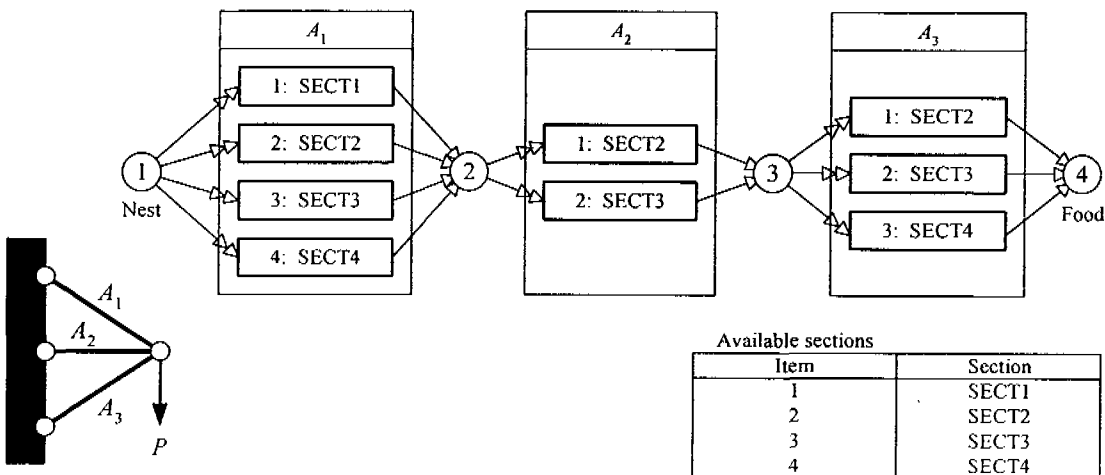 A1
A2
A3
1: SECT1
2: SECT2
3: SECT3
4: SECT4
1: SECT2
2: SECT3
1: SECT2
2: SECT3
3: SECT4
1
Nest
2
3
4
Food
A1
A2
A3
P
Available sections
Item Section
1 SECT1
2 SECT2
3 SECT3
4 SECT4